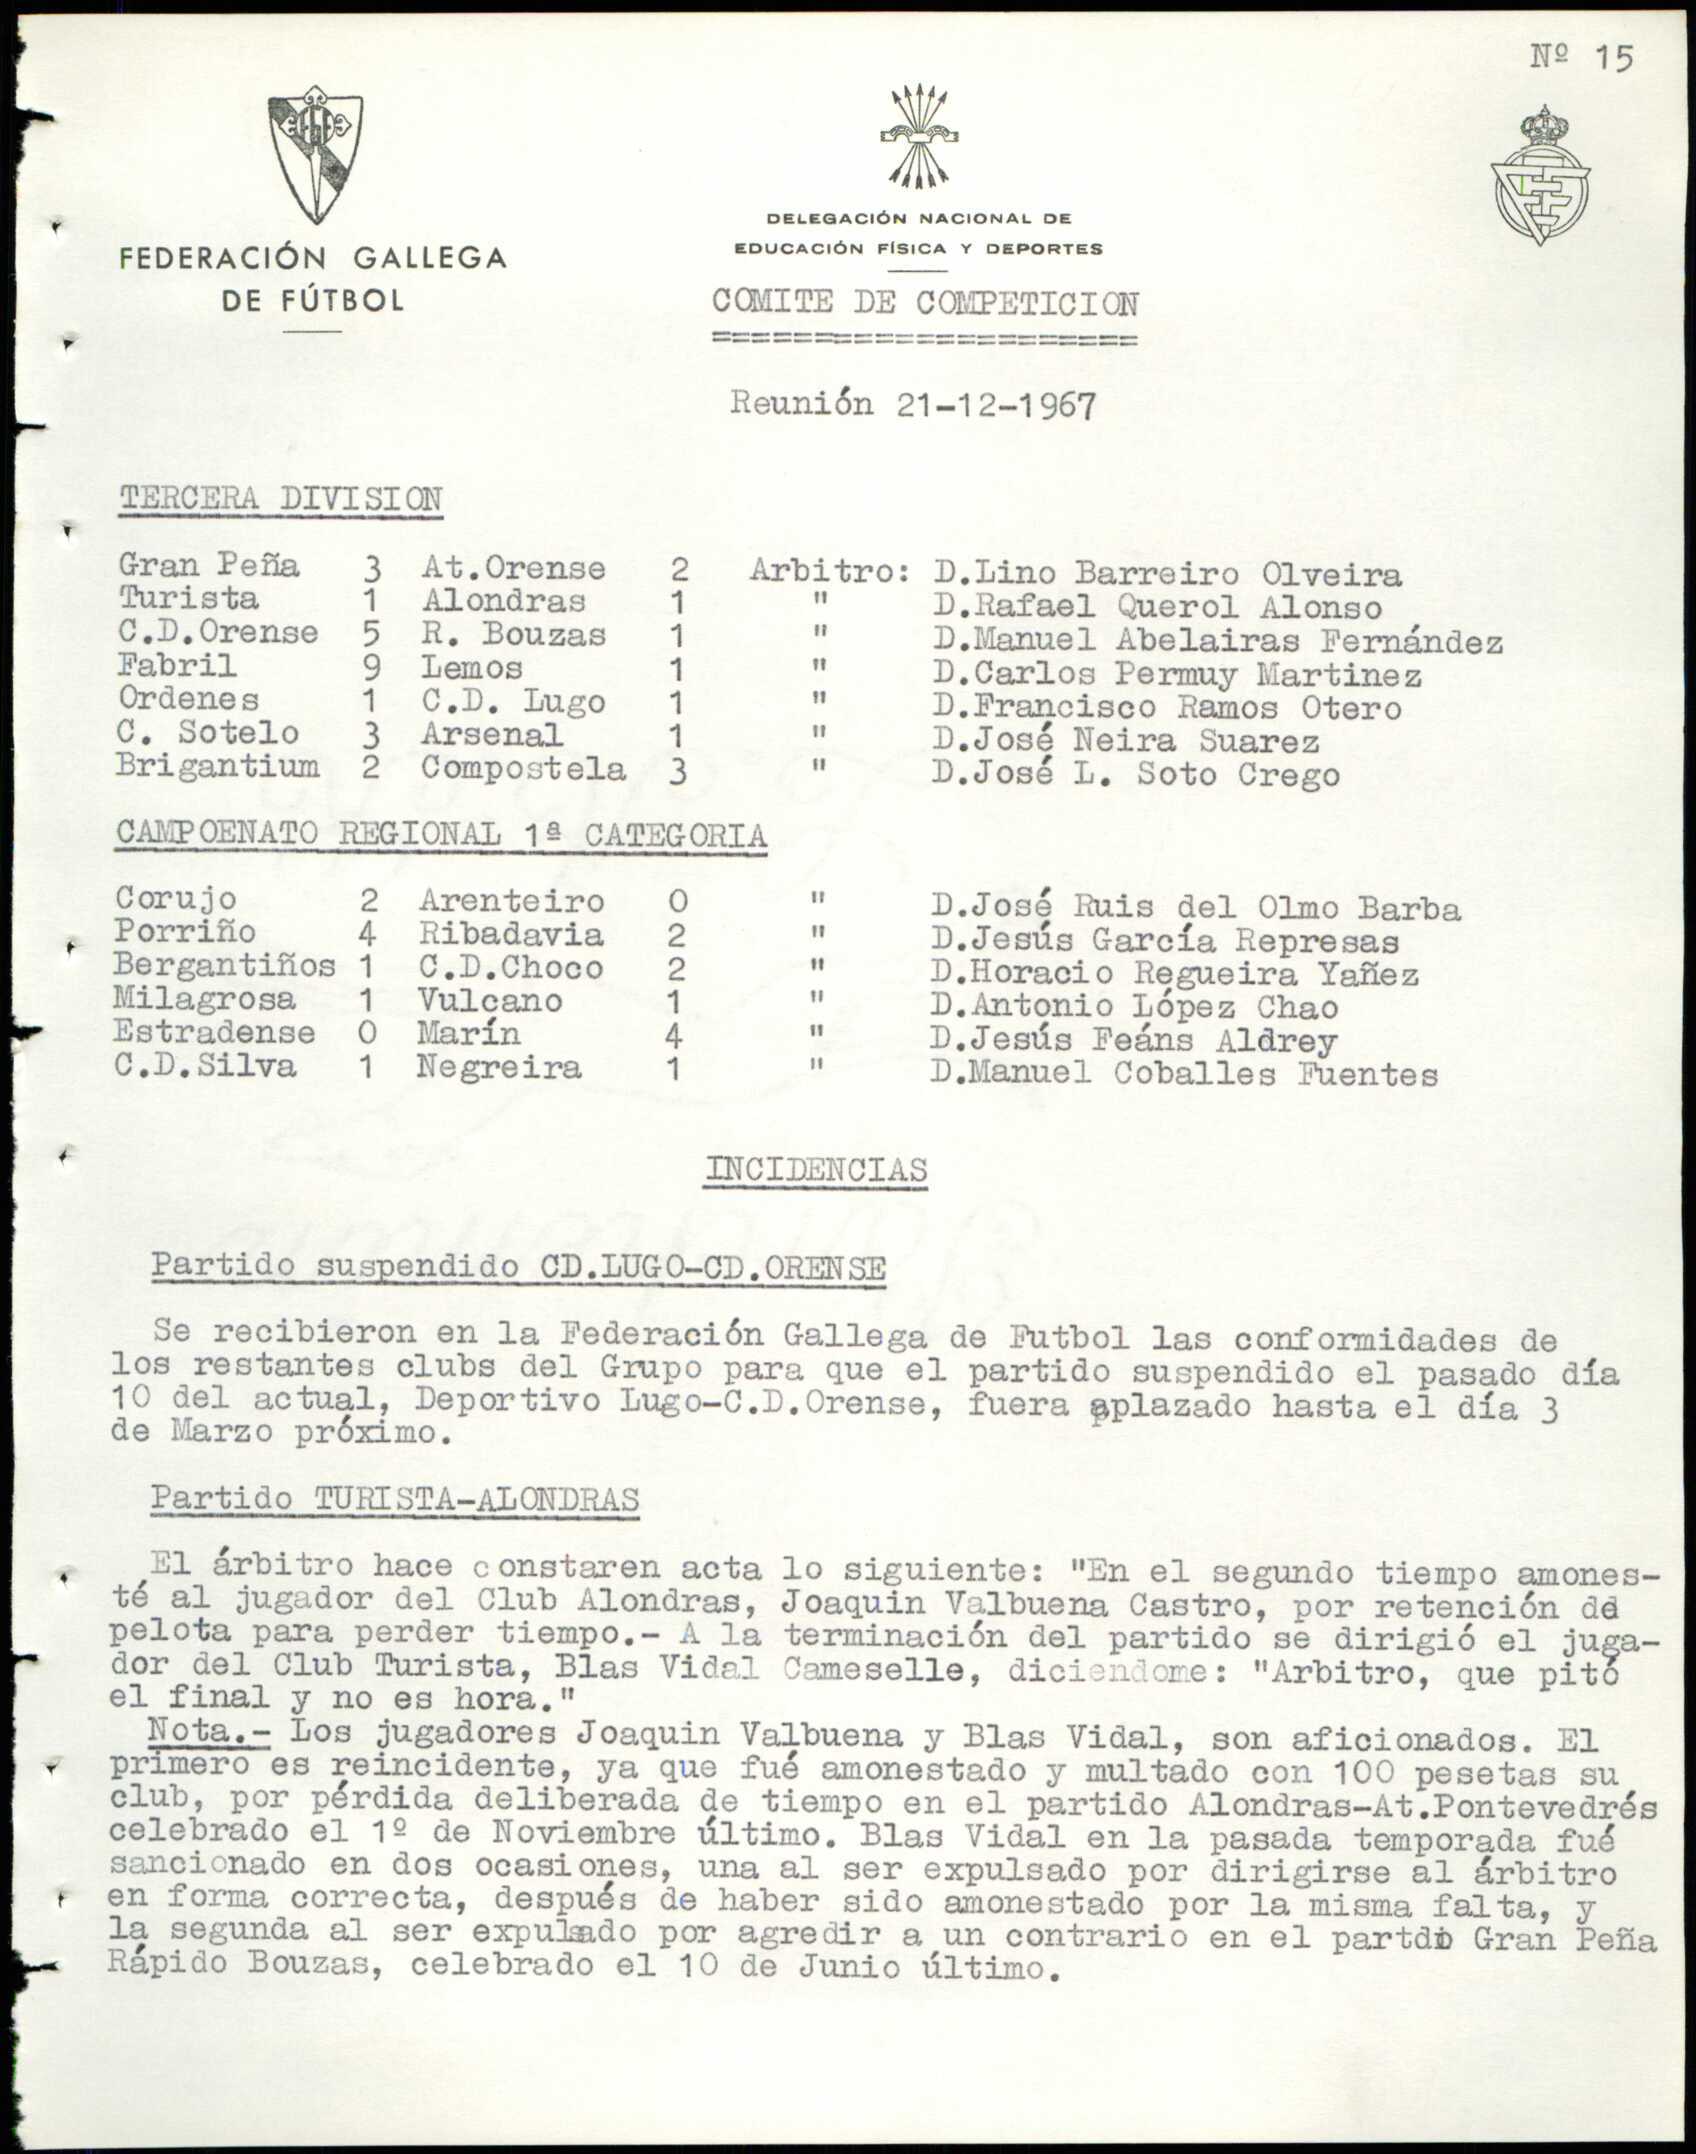 Nº 15
FEDERACIÓN GALLEGA
DE FÚTBOL
DELEGACIÓN NACIONAL DE
EDUCACIÓN FÍSICA Y DEPORTES
COMITE DE COMPETICION
=====================
Reunión 21-12-1967
TERCERA DIVISION
Gran Peña 3 At.Orense 2 Arbitro: D.Lino Barreiro Olveira
Turista 1 Alondras 1 " D.Rafael Querol Alonso
C.D.Orense 5 R. Bouzas 1 " D.Manuel Abelairas Fernández
Fabril 9 Lemos 1 " D.Carlos Permuy Martinez
Ordenes 1 C.D. Lugo 1 " D.Francisco Ramos Otero
C. Sotelo 3 Arsenal 1 " D.José Neira Suarez
Brigantium 2 Compostela 3 " D.José L. Soto Crego
CAMPOENATO REGIONAL 1ª CATEGORIA
Corujo 2 Arenteiro 0 " D.José Ruis del Olmo Barba
Porriño 4 Ribadavia 2 " D.Jesús García Represas
Bergantiños 1 C.D.Choco 2 " D.Horacio Regueira Yañez
Milagrosa 1 Vulcano 1 " D.Antonio López Chao
Estradense 0 Marín 4 " D.Jesús Feáns Aldrey
C.D.Silva 1 Negreira 1 " D.Manuel Coballes Fuentes
INCIDENCIAS
Partido suspendido CD.LUGO-CD.ORENSE
Se recibieron en la Federación Gallega de Futbol las conformidades de
los restantes clubs del Grupo para que el partido suspendido el pasado día
10 del actual, Deportivo Lugo-C.D.Orense, fuera aplazado hasta el día 3
de Marzo próximo.
Partido TURISTA-ALONDRAS
El árbitro hace constaren acta lo siguiente: "En el segundo tiempo amones-
té al jugador del Club Alondras, Joaquin Valbuena Castro, por retención de
pelota para perder tiempo.- A la terminación del partido se dirigió el juga-
dor del Club Turista, Blas Vidal Cameselle, diciendome: "Arbitro, que pitó
el final y no es hora."
Nota.- Los jugadores Joaquin Valbuena y Blas Vidal, son aficionados. El
primero es reincidente, ya que fué amonestado y multado con 100 pesetas su
club, por pérdida deliberada de tiempo en el partido Alondras-At.Pontevedrés
celebrado el 1º de Noviembre último. Blas Vidal en la pasada temporada fué
sancionado en dos ocasiones, una al ser expulsado por dirigirse al árbitro
en forma correcta, después de haber sido amonestado por la misma falta, y
la segunda al ser expulsado por agredir a un contrario en el partdio Gran Peña
Rápido Bouzas, celebrado el 10 de Junio último.